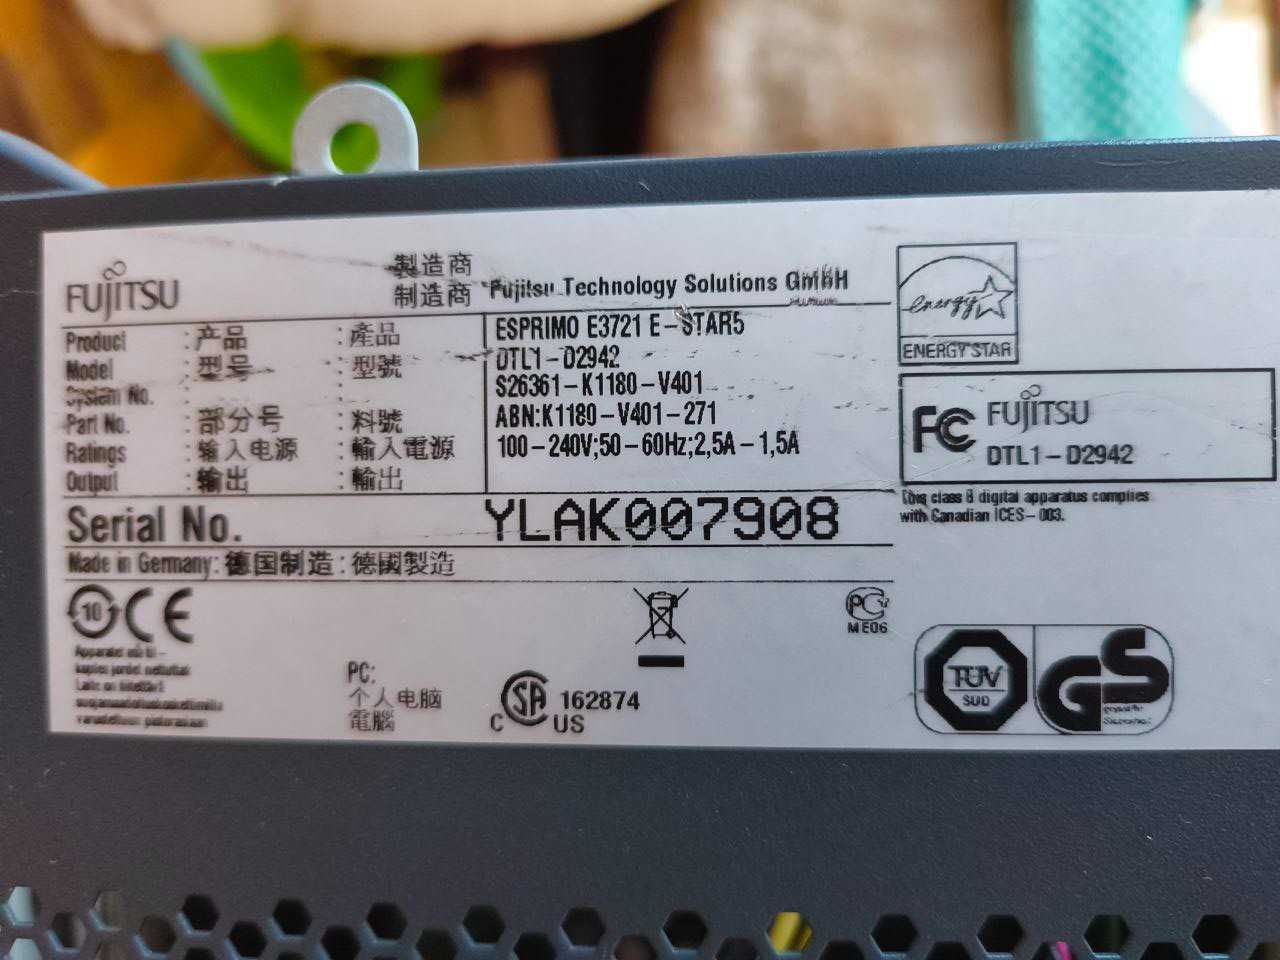 FUJITSU
製造商
制造商 Fujitsu Technology Solutions GmbH
Product : 产品 : 產品 ESPRIMO E3721 E-STAR5
Model : 型号 : 型號 DTL1-D2942
System No. : : S26361-K1180-V401
Part No. : 部分号 : 料號 ABN:K1180-V401-271
Ratings : 输入电源 : 輸入電源 100-240V;50-60Hz;2,5A-1,5A
Output : 输出 : 輸出
Serial No. YLAK007908
Made in Germany: 德国制造: 德國製造
10 CE
PC:
个人电脑
電腦
C SA US 162874
PC
ME06
energy
ENERGY STAR
FC FUJITSU
DTL1-D2942
This class B digital apparatus complies
with Canadian ICES-003.
TÜV
SÜD
GS